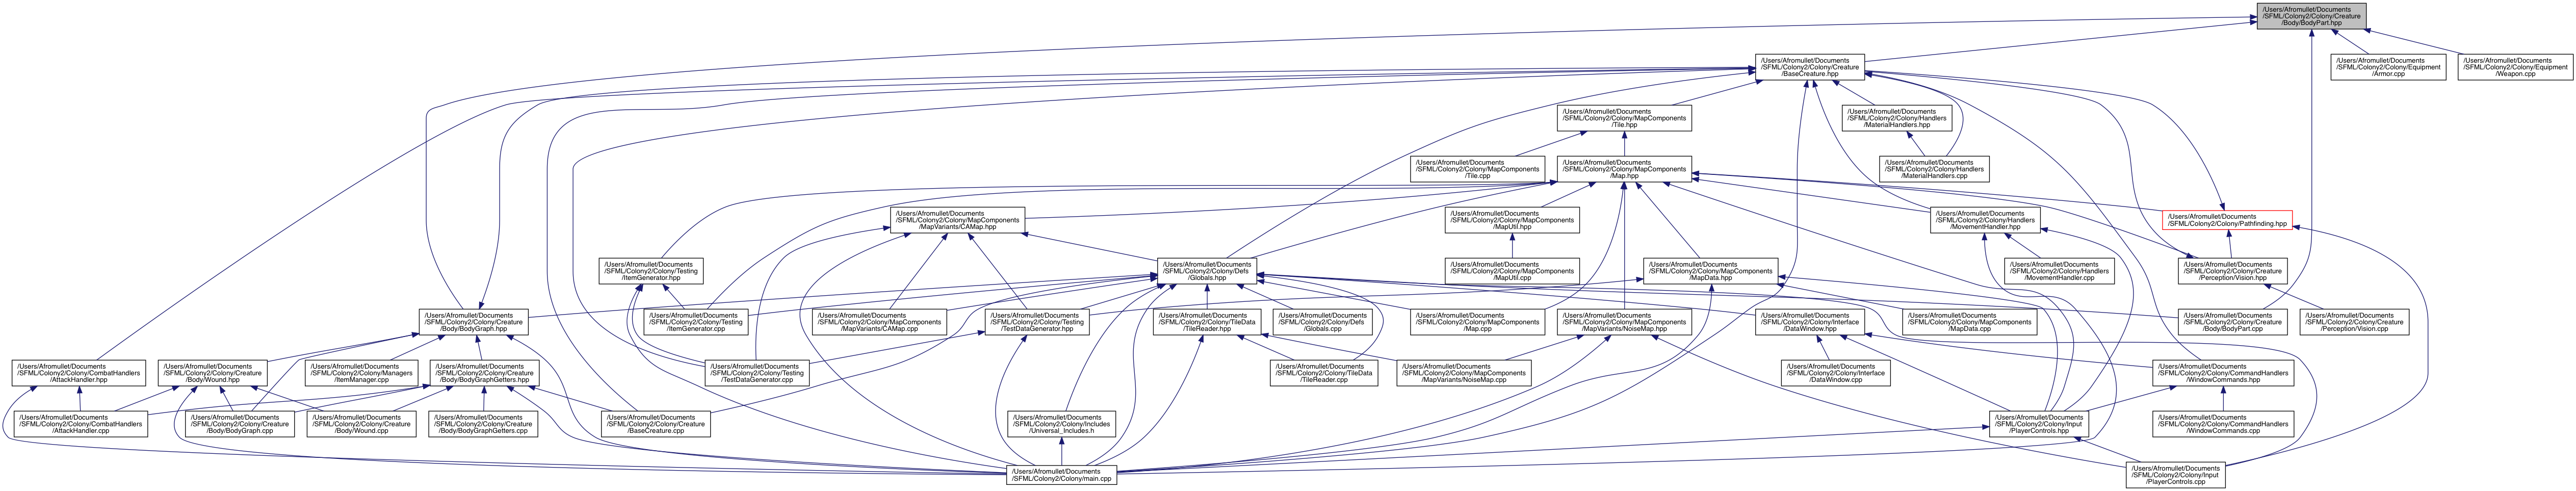 /Users/Afromullet/Documents
/SFML/Colony2/Colony/Creature
/Body/BodyPart.hpp
/Users/Afromullet/Documents
/SFML/Colony2/Colony/Creature
/BaseCreature.hpp
/Users/Afromullet/Documents
/SFML/Colony2/Colony/Equipment
/Armor.cpp
/Users/Afromullet/Documents
/SFML/Colony2/Colony/Equipment
/Weapon.cpp
/Users/Afromullet/Documents
/SFML/Colony2/Colony/MapComponents
/Tile.hpp
/Users/Afromullet/Documents
/SFML/Colony2/Colony/Handlers
/MaterialHandlers.hpp
/Users/Afromullet/Documents
/SFML/Colony2/Colony/MapComponents
/Tile.cpp
/Users/Afromullet/Documents
/SFML/Colony2/Colony/MapComponents
/Map.hpp
/Users/Afromullet/Documents
/SFML/Colony2/Colony/Handlers
/MaterialHandlers.cpp
/Users/Afromullet/Documents
/SFML/Colony2/Colony/MapComponents
/MapVariants/CAMap.hpp
/Users/Afromullet/Documents
/SFML/Colony2/Colony/MapComponents
/MapUtil.hpp
/Users/Afromullet/Documents
/SFML/Colony2/Colony/Handlers
/MovementHandler.hpp
/Users/Afromullet/Documents
/SFML/Colony2/Colony/Pathfinding.hpp
/Users/Afromullet/Documents
/SFML/Colony2/Colony/Testing
/ItemGenerator.hpp
/Users/Afromullet/Documents
/SFML/Colony2/Colony/Defs
/Globals.hpp
/Users/Afromullet/Documents
/SFML/Colony2/Colony/MapComponents
/MapUtil.cpp
/Users/Afromullet/Documents
/SFML/Colony2/Colony/MapComponents
/MapData.hpp
/Users/Afromullet/Documents
/SFML/Colony2/Colony/Handlers
/MovementHandler.cpp
/Users/Afromullet/Documents
/SFML/Colony2/Colony/Creature
/Perception/Vision.hpp
/Users/Afromullet/Documents
/SFML/Colony2/Colony/Creature
/Body/BodyGraph.hpp
/Users/Afromullet/Documents
/SFML/Colony2/Colony/Testing
/ItemGenerator.cpp
/Users/Afromullet/Documents
/SFML/Colony2/Colony/MapComponents
/MapVariants/CAMap.cpp
/Users/Afromullet/Documents
/SFML/Colony2/Colony/Testing
/TestDataGenerator.hpp
/Users/Afromullet/Documents
/SFML/Colony2/Colony/TileData
/TileReader.hpp
/Users/Afromullet/Documents
/SFML/Colony2/Colony/Defs
/Globals.cpp
/Users/Afromullet/Documents
/SFML/Colony2/Colony/MapComponents
/Map.cpp
/Users/Afromullet/Documents
/SFML/Colony2/Colony/MapComponents
/MapVariants/NoiseMap.hpp
/Users/Afromullet/Documents
/SFML/Colony2/Colony/Interface
/DataWindow.hpp
/Users/Afromullet/Documents
/SFML/Colony2/Colony/MapComponents
/MapData.cpp
/Users/Afromullet/Documents
/SFML/Colony2/Colony/Creature
/Body/BodyPart.cpp
/Users/Afromullet/Documents
/SFML/Colony2/Colony/Creature
/Perception/Vision.cpp
/Users/Afromullet/Documents
/SFML/Colony2/Colony/CombatHandlers
/AttackHandler.hpp
/Users/Afromullet/Documents
/SFML/Colony2/Colony/Creature
/Body/Wound.hpp
/Users/Afromullet/Documents
/SFML/Colony2/Colony/Managers
/ItemManager.cpp
/Users/Afromullet/Documents
/SFML/Colony2/Colony/Creature
/Body/BodyGraphGetters.hpp
/Users/Afromullet/Documents
/SFML/Colony2/Colony/Testing
/TestDataGenerator.cpp
/Users/Afromullet/Documents
/SFML/Colony2/Colony/TileData
/TileReader.cpp
/Users/Afromullet/Documents
/SFML/Colony2/Colony/MapComponents
/MapVariants/NoiseMap.cpp
/Users/Afromullet/Documents
/SFML/Colony2/Colony/Interface
/DataWindow.cpp
/Users/Afromullet/Documents
/SFML/Colony2/Colony/CommandHandlers
/WindowCommands.hpp
/Users/Afromullet/Documents
/SFML/Colony2/Colony/CombatHandlers
/AttackHandler.cpp
/Users/Afromullet/Documents
/SFML/Colony2/Colony/Creature
/Body/BodyGraph.cpp
/Users/Afromullet/Documents
/SFML/Colony2/Colony/Creature
/Body/Wound.cpp
/Users/Afromullet/Documents
/SFML/Colony2/Colony/Creature
/Body/BodyGraphGetters.cpp
/Users/Afromullet/Documents
/SFML/Colony2/Colony/Creature
/BaseCreature.cpp
/Users/Afromullet/Documents
/SFML/Colony2/Colony/Includes
/Universal_Includes.h
/Users/Afromullet/Documents
/SFML/Colony2/Colony/Input
/PlayerControls.hpp
/Users/Afromullet/Documents
/SFML/Colony2/Colony/CommandHandlers
/WindowCommands.cpp
/Users/Afromullet/Documents
/SFML/Colony2/Colony/main.cpp
/Users/Afromullet/Documents
/SFML/Colony2/Colony/Input
/PlayerControls.cpp